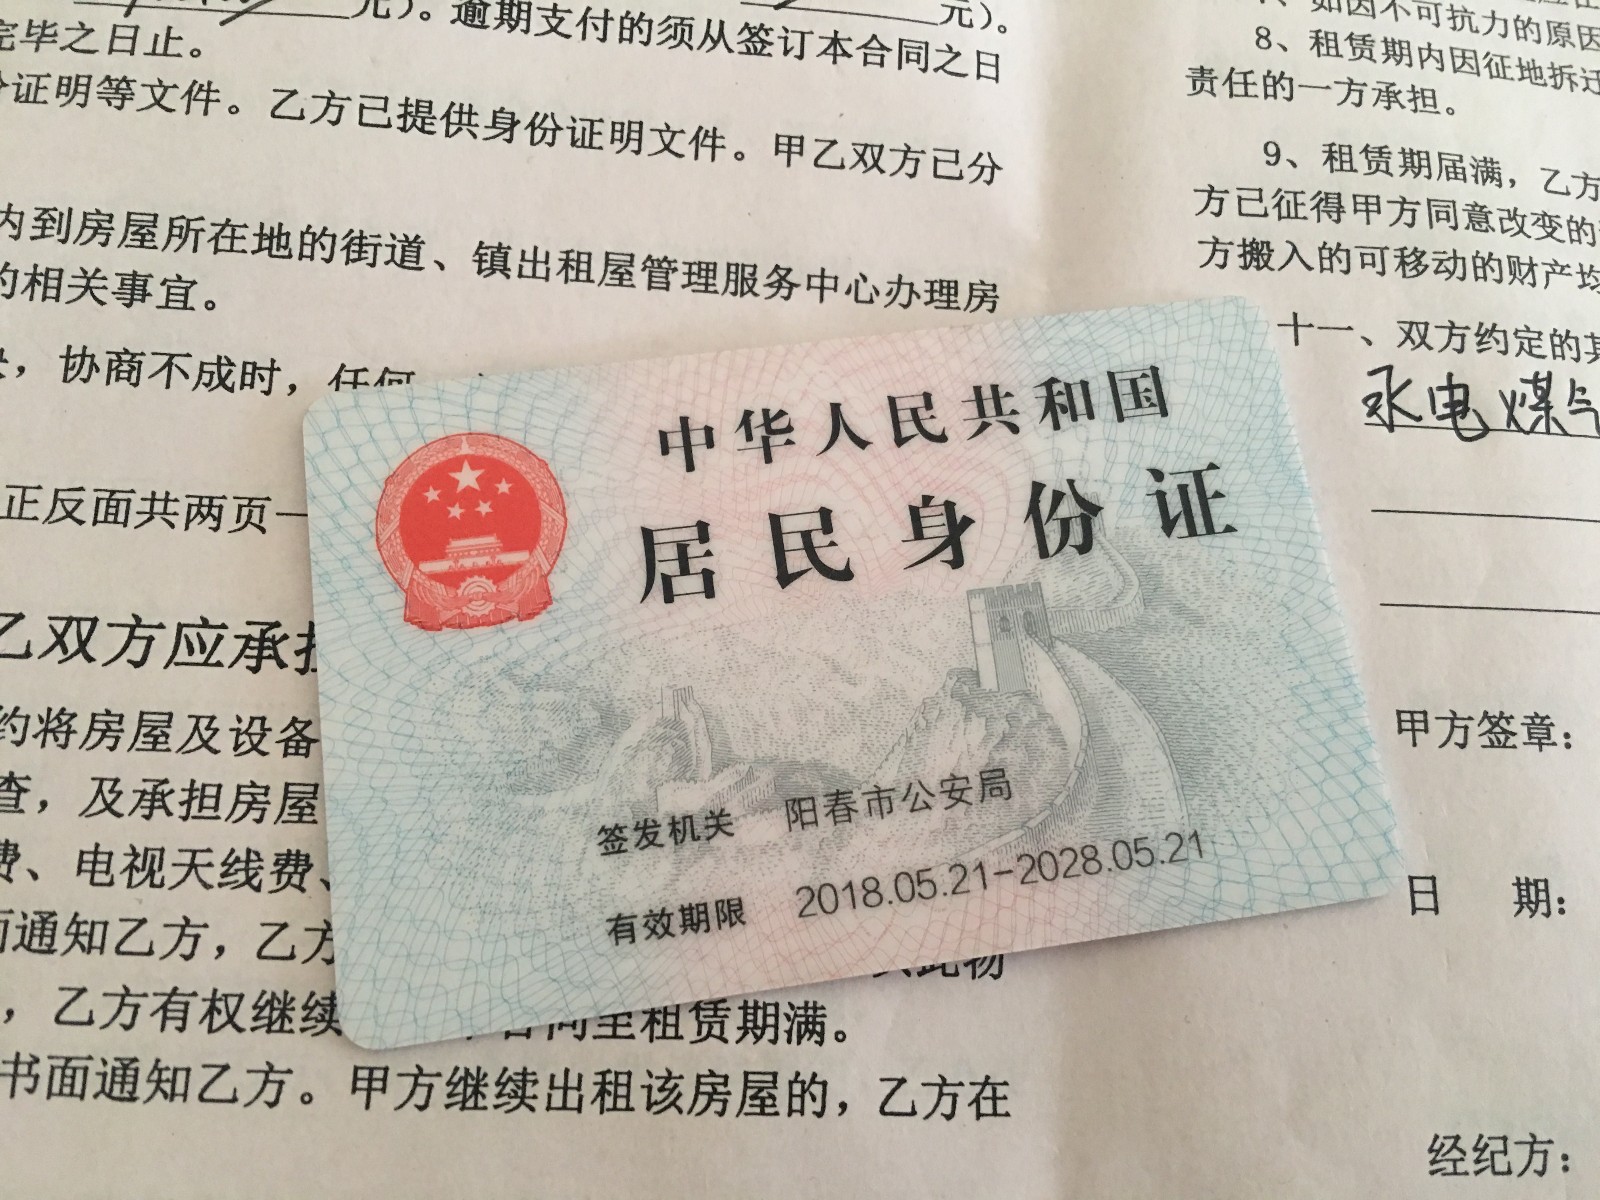 元）。逾期支付的须从签订本合同之日
完毕之日止。
证明等文件。乙方已提供身份证明文件。甲乙双方已分
内到房屋所在地的街道、镇出租屋管理服务中心办理房
的相关事宜。
，协商不成时，任何
正反面共两页一
乙双方应承担
约将房屋及设备
查，及承担房屋
费、电视天线费、
面通知乙方，乙方
，乙方有权继续
合同至租赁期满。
书面通知乙方。甲方继续出租该房屋的，乙方在
中华人民共和国
居民身份证
签发机关 阳春市公安局
有效期限 2018.05.21-2028.05.21
元）。
、如因不可抗力的原因
8、租赁期内因征地拆迁
责任的一方承担。
9、租赁期届满，乙方
方已征得甲方同意改变的
方搬入的可移动的财产均
十一、双方约定的其
水电煤气
甲方签章：
日 期：
经纪方：